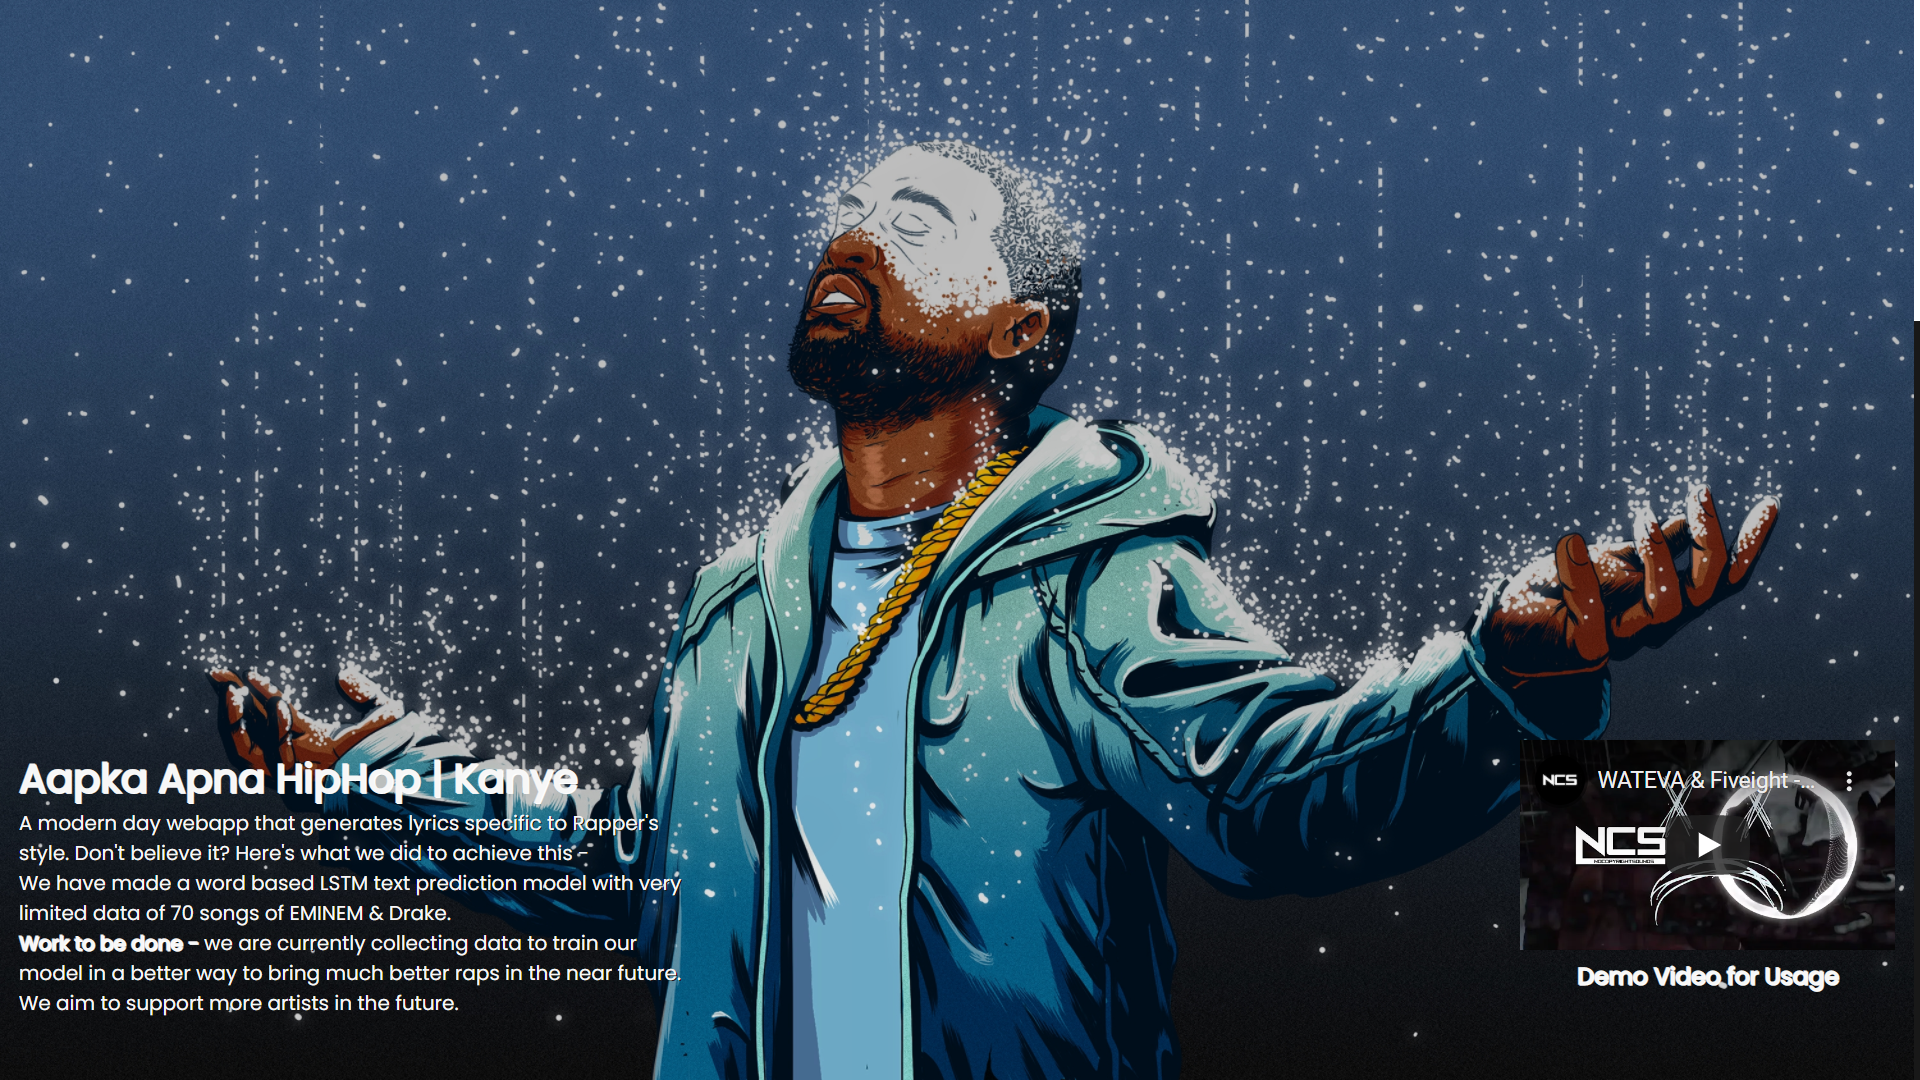 Aapka Apna HipHop | Kanye
A modern day webapp that generates lyrics specific to Rapper's
style. Don't believe it? Here's what we did to achieve this -
We have made a word based LSTM text prediction model with very
limited data of 70 songs of EMINEM & Drake.
Work to be done - we are currently collecting data to train our
model in a better way to bring much better raps in the near future.
We aim to support more artists in the future.
NCS WATEVA & Fiveight -...
NCS
NOCOPYRIGHTSOUNDS
Demo Video for Usage